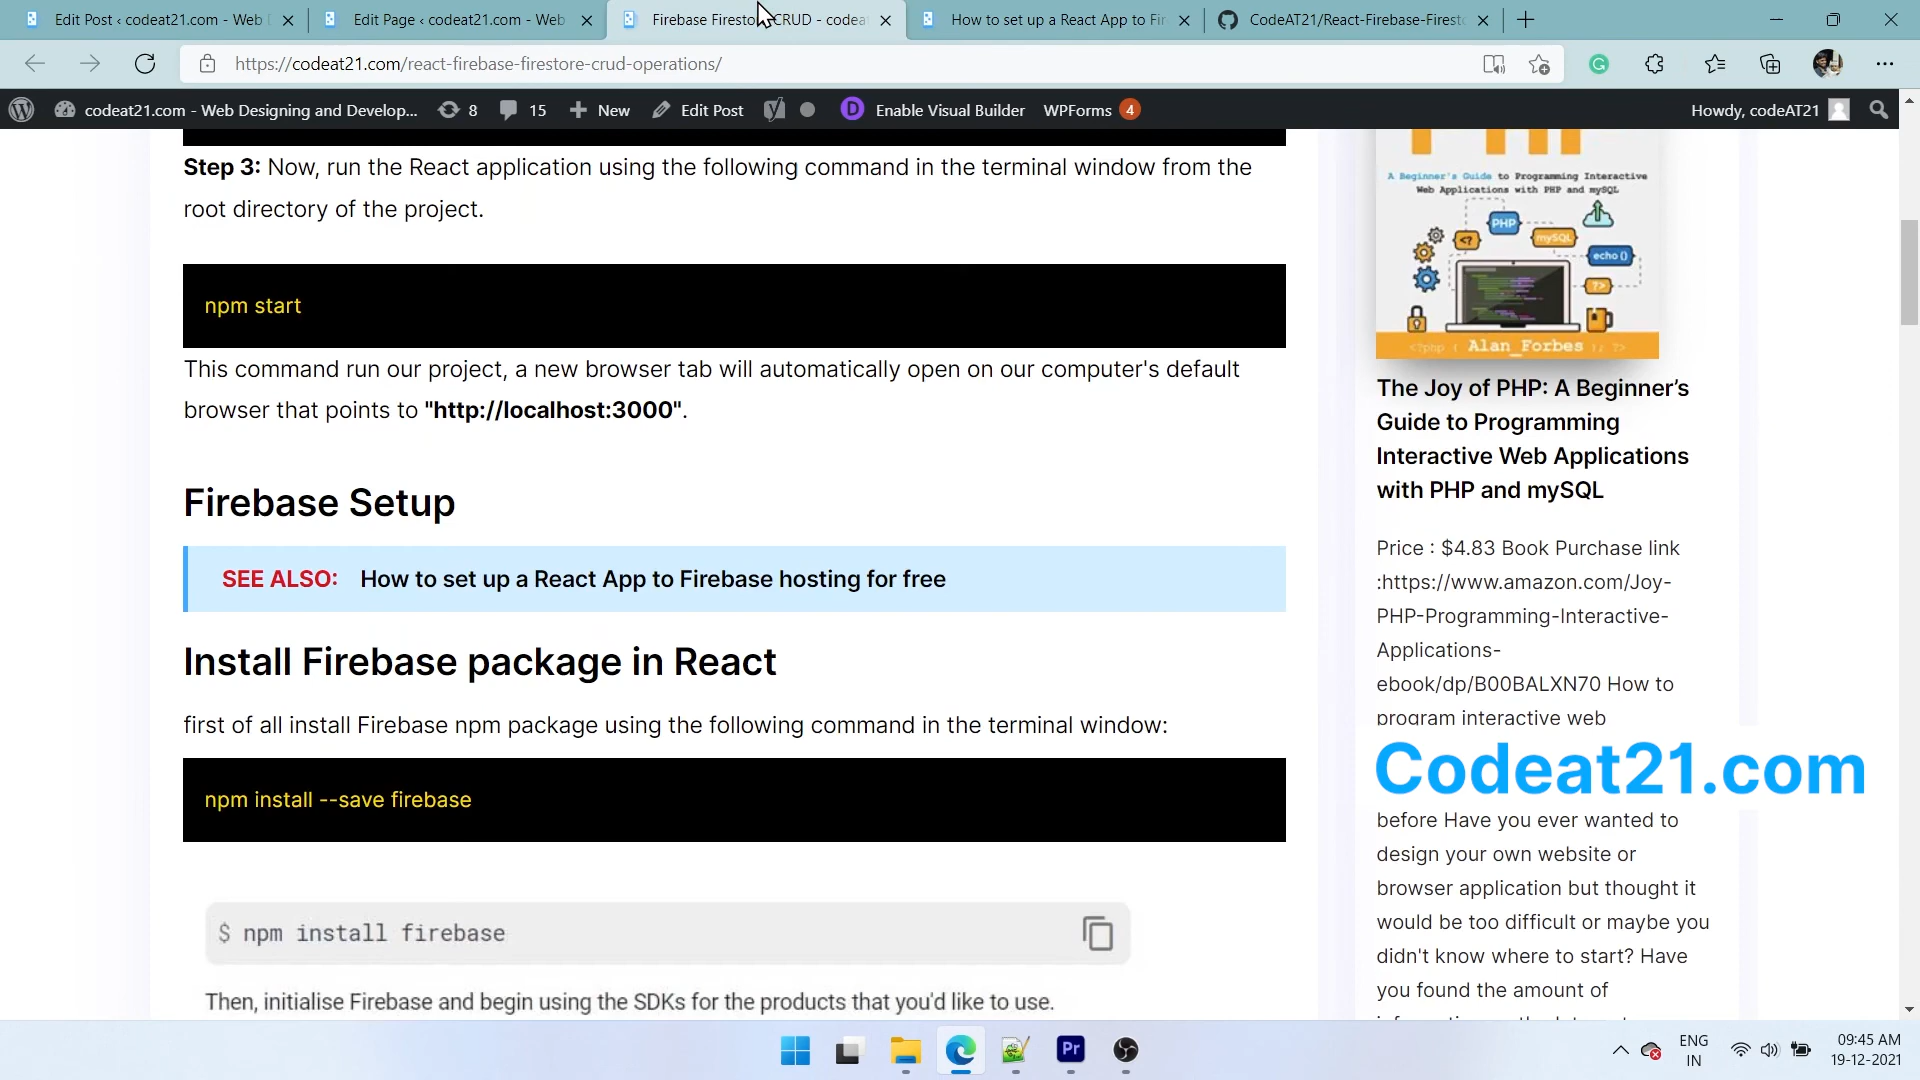 Edit Post ‹ codeat21.com - Web
Edit Page ‹ codeat21.com - Web
Firebase Firesto CRUD - codea
How to set up a React App to Fir
CodeAT21/React-Firebase-Firesto
https://codeat21.com/react-firebase-firestore-crud-operations/
codeat21.com - Web Designing and Develop...
8
15
New
Edit Post
Enable Visual Builder
WPForms 4
Howdy, codeAT21
Step 3: Now, run the React application using the following command in the terminal window from the
root directory of the project.
npm start
This command run our project, a new browser tab will automatically open on our computer's default
browser that points to "http://localhost:3000".
Firebase Setup
SEE ALSO: How to set up a React App to Firebase hosting for free
Install Firebase package in React
first of all install Firebase npm package using the following command in the terminal window:
npm install --save firebase
$ npm install firebase
Then, initialise Firebase and begin using the SDKs for the products that you'd like to use.
A Beginner's Guide to Programming Interactive
Web Applications with PHP and mySQL
PHP
<?
mySQL
echo ()
?>
<?php { Alan_Forbes }; ?>
The Joy of PHP: A Beginner’s
Guide to Programming
Interactive Web Applications
with PHP and mySQL
Price : $4.83 Book Purchase link
:https://www.amazon.com/Joy-
PHP-Programming-Interactive-
Applications-
ebook/dp/B00BALXN70 How to
program interactive web
Codeat21.com
before Have you ever wanted to
design your own website or
browser application but thought it
would be too difficult or maybe you
didn't know where to start? Have
you found the amount of
Pr
ENG
IN
09:45 AM
19-12-2021